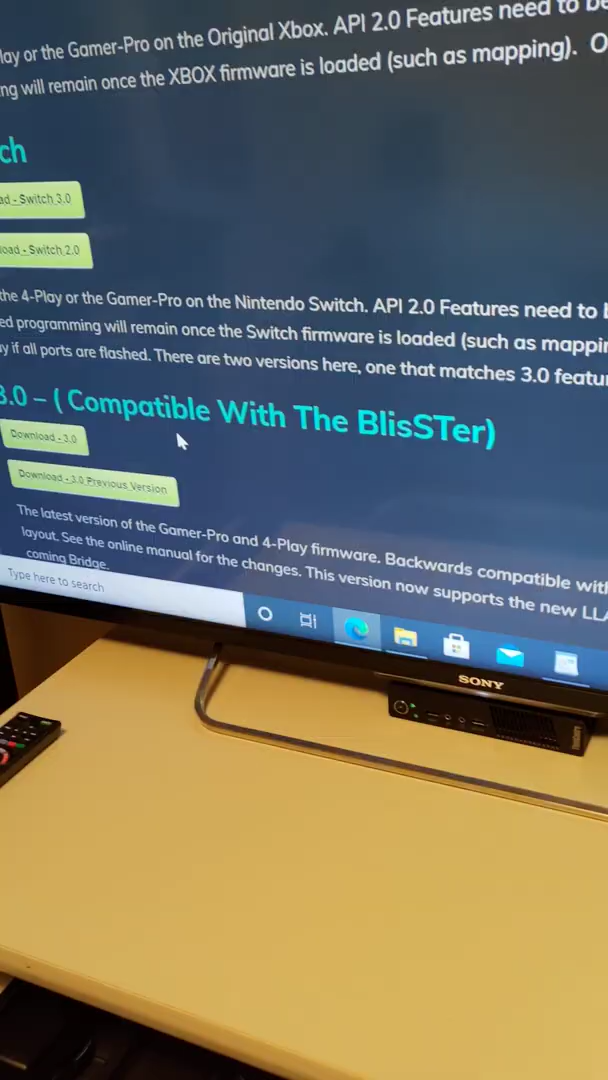 lay or the Gamer-Pro on the Original Xbox. API 2.0 Features need to be
ng will remain once the XBOX firmware is loaded (such as mapping). O
ch
ad - Switch 3.0
oad - Switch 2.0
the 4-Play or the Gamer-Pro on the Nintendo Switch. API 2.0 Features need to b
ed programming will remain once the Switch firmware is loaded (such as mappin
y if all ports are flashed. There are two versions here, one that matches 3.0 featu
3.0 – ( Compatible With The BlisSTer)
Download - 3.0
Download - 3.0 Previous Version
The latest version of the Gamer-Pro and 4-Play firmware. Backwards compatible with
layout. See the online manual for the changes. This version now supports the new LLA
coming Bridge.
Type here to search
SONY